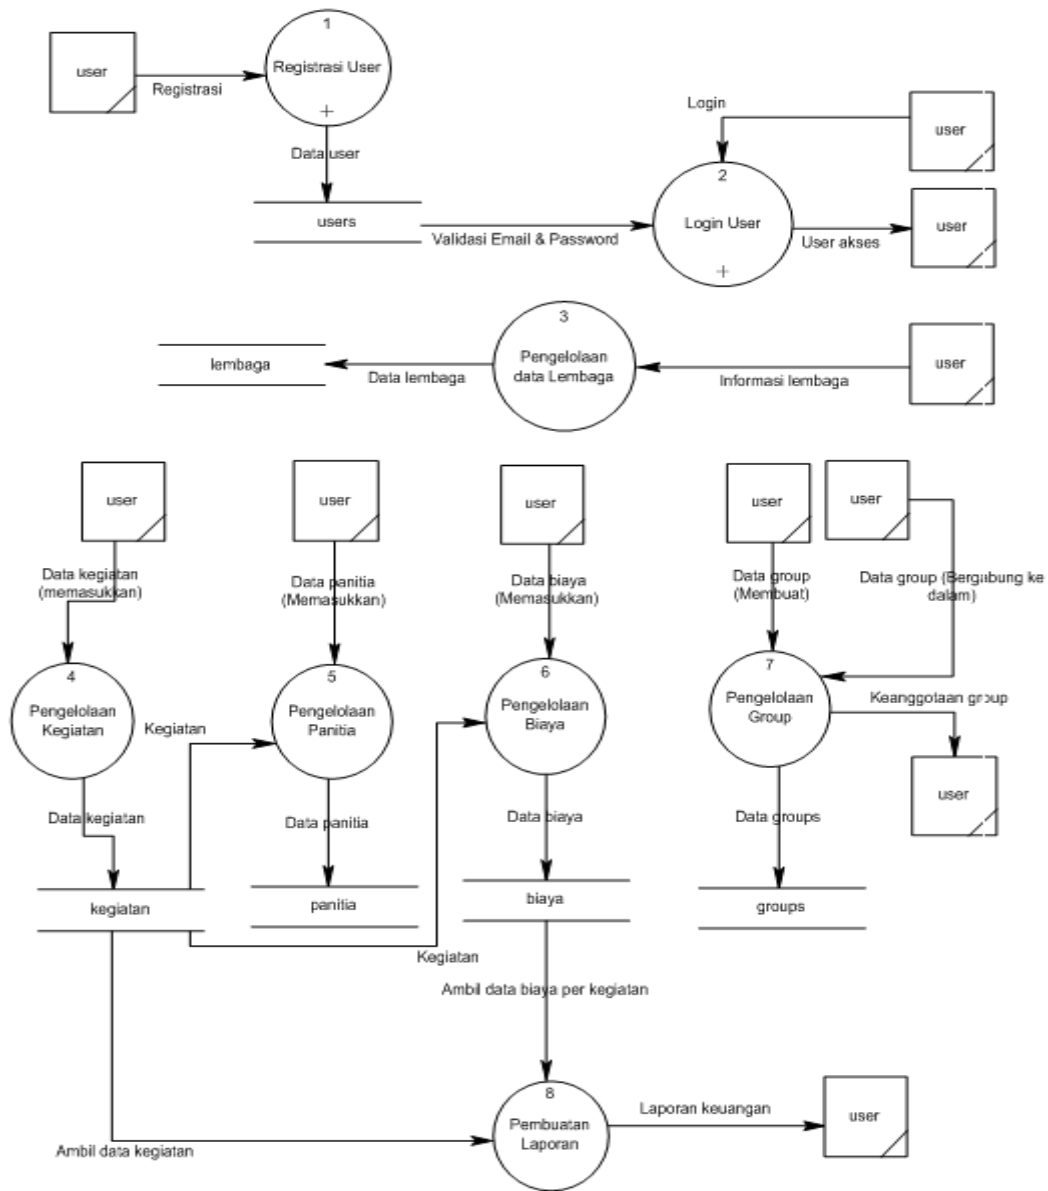 1
user
Registrasi User
Registrasi
+
Data user
users
Login
user
2
Login User
+
Validasi Email & Password
User akses
user
3
Pengelolaan
data Lembaga
lembaga
Data lembaga
Informasi lembaga
user
user
user
user
user
user
Data kegiatan
(memasukkan)
Data panitia
(Memasukkan)
Data biaya
(Memasukkan)
Data group
(Membuat)
Data group (Bergabung ke
dalam)
4
Pengelolaan
Kegiatan
5
Pengelolaan
Panitia
6
Pengelolaan
Biaya
7
Pengelolaan
Group
Kegiatan
Keanggotaan group
user
Data kegiatan
Data panitia
Data biaya
Data groups
kegiatan
panitia
biaya
groups
Kegiatan
Ambil data biaya per kegiatan
8
Pembuatan
Laporan
Laporan keuangan
user
Ambil data kegiatan